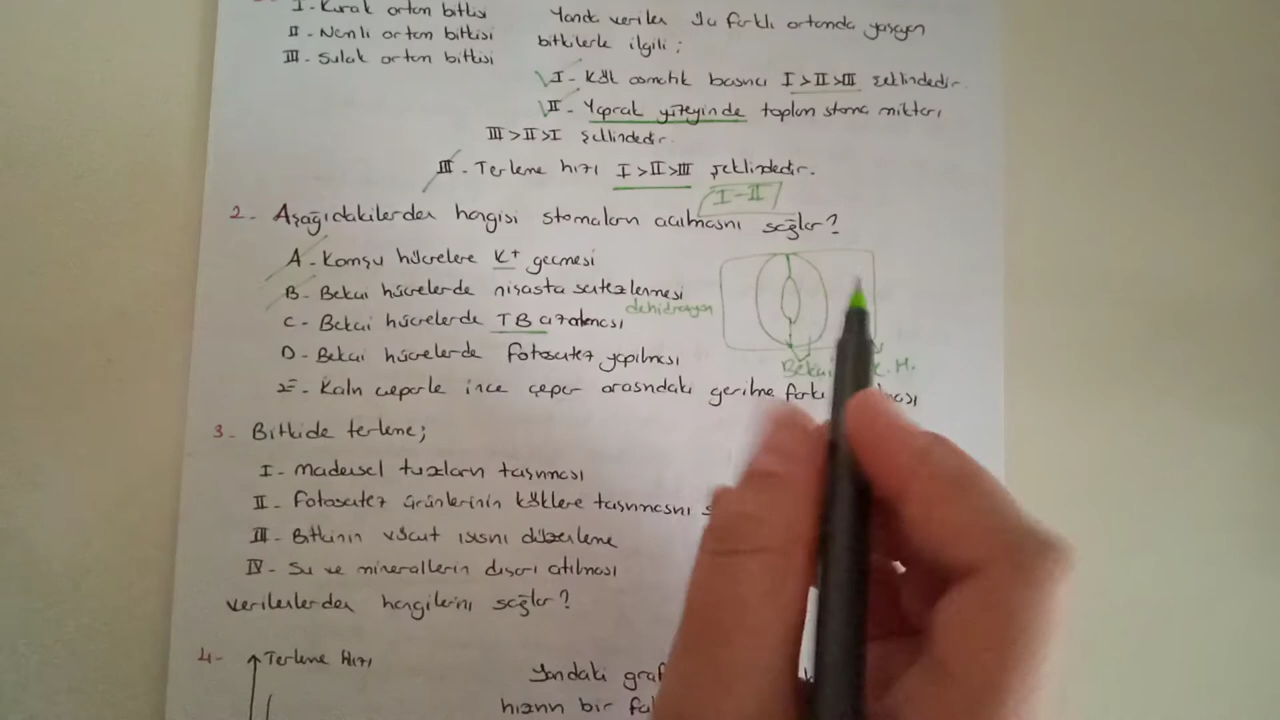 I - Kurak ortam bitkisi
II - Nemli ortam bitkisi
III - Sulak ortam bitkisi
Yanda verilen farklı ortamda yaşayan
bitkilerle ilgili;
I - Kök osmotik basıncı I>II>III şeklindedir.
II - Yaprak yüzeyinde toplam stoma miktarı
III>II>I şeklindedir.
III - Terleme hızı I>II>III şeklindedir.
I-II
2- Aşağıdakilerden hangisi stomaların açılmasını sağlar?
A - Komşu hücrelere K+ geçmesi
B - Bekçi hücrelerde nişasta sentezlenmesi
dehidrasyon
C - Bekçi hücrelerde TB azalması
D - Bekçi hücrelerde fotosentez yapılması
E - Kalın çeperle ince çeper arasındaki gerilme farkı
Bekçi K.H.
3- Bitkide terleme;
I - Madensel tuzların taşınması
II - Fotosentez ürünlerinin köklere taşınmasını
III - Bitkinin vücut ısısını düzenleme
IV - Su ve minerallerin dışarı atılması
verilenlerden hangilerini sağlar?
4- Terleme Hızı
Yandaki
hızının bir